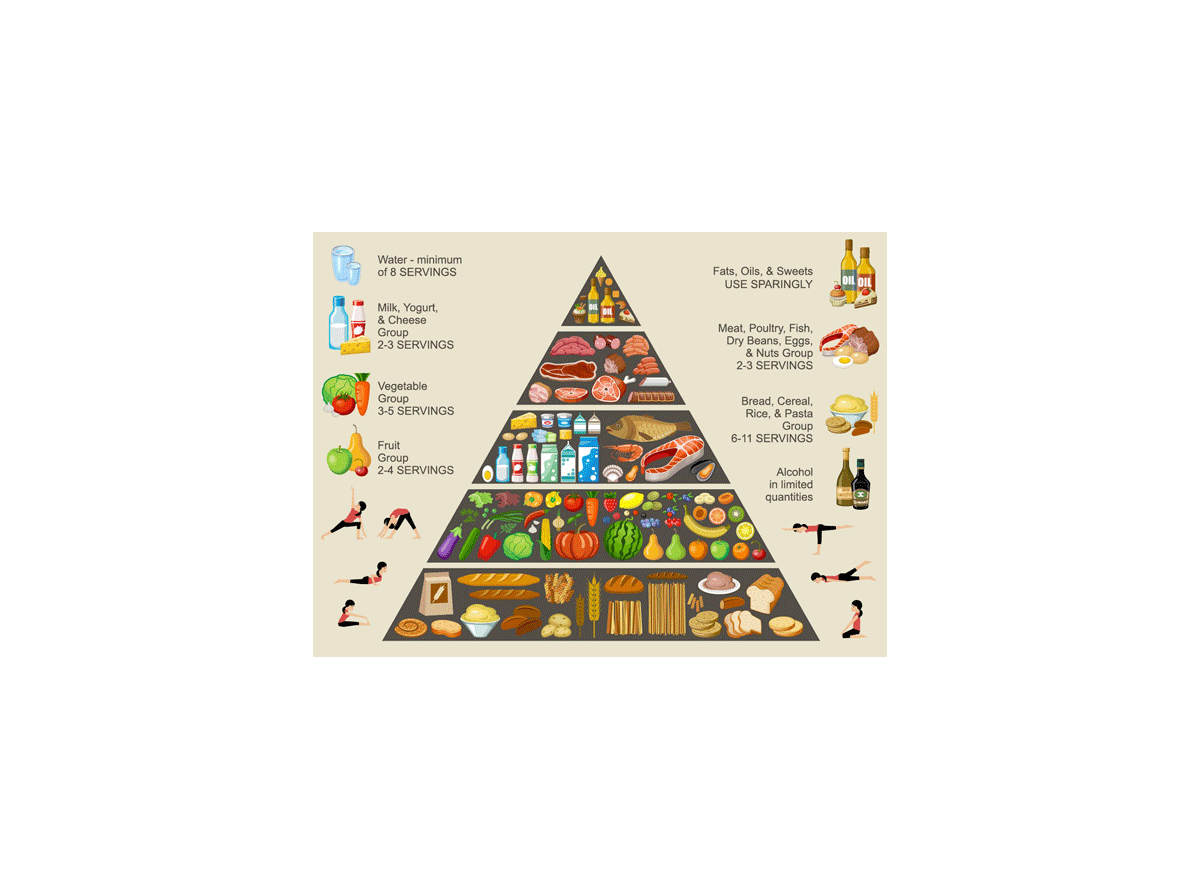 Water - minimum
of 8 SERVINGS
Milk, Yogurt,
& Cheese
Group
2-3 SERVINGS
Vegetable
Group
3-5 SERVINGS
Fruit
Group
2-4 SERVINGS
Fats, Oils, & Sweets
USE SPARINGLY
OIL
OIL
Meat, Poultry, Fish,
Dry Beans, Eggs,
& Nuts Group
2-3 SERVINGS
Bread, Cereal,
Rice, & Pasta
Group
6-11 SERVINGS
Alcohol
in limited
quantities
OIL
OIL